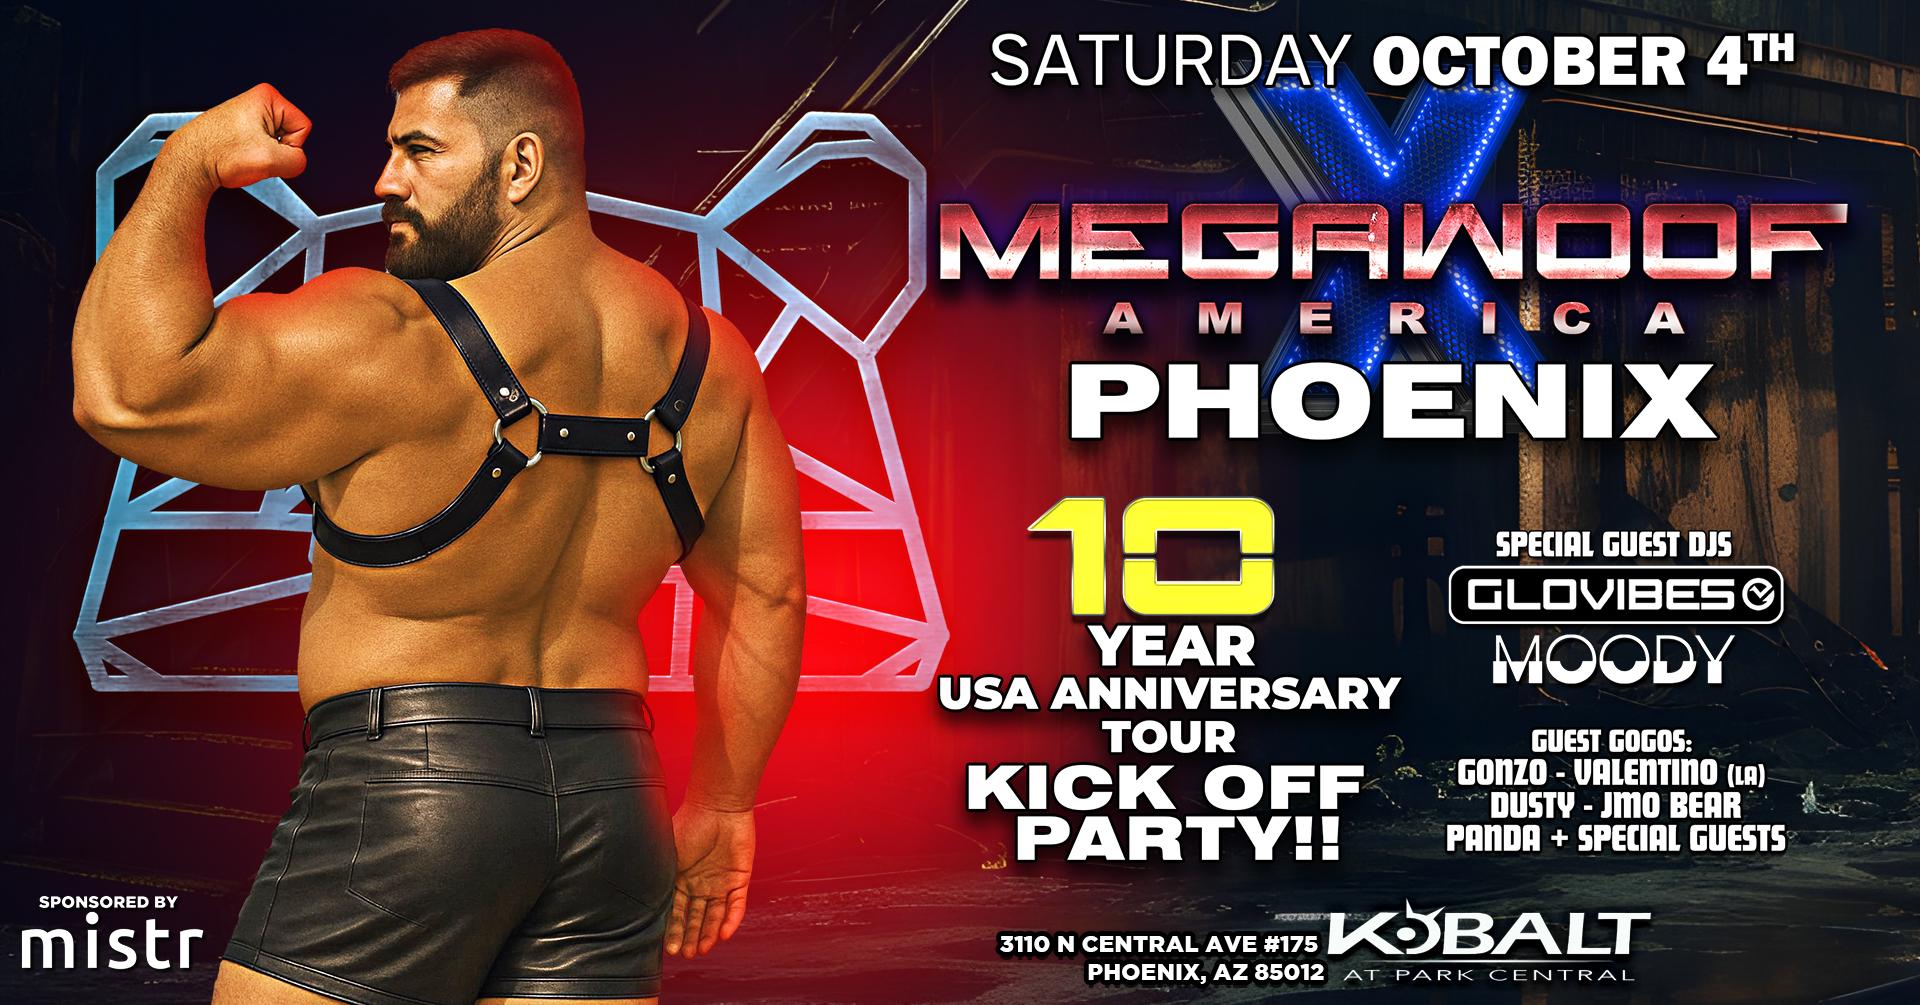 SATURDAY OCTOBER 4TH
X
MEGAWOOF
AMERICA
PHOENIX
10
YEAR
USA ANNIVERSARY
TOUR
KICK OFF
PARTY!!
SPECIAL GUEST DJS
GLOVIBES
MOODY
GUEST GOGOS:
GONZO - VALENTINO (LA)
DUSTY - JMO BEAR
PANDA + SPECIAL GUESTS
SPONSORED BY
mistr
3110 N CENTRAL AVE #175
PHOENIX, AZ 85012
KOBALT
AT PARK CENTRAL